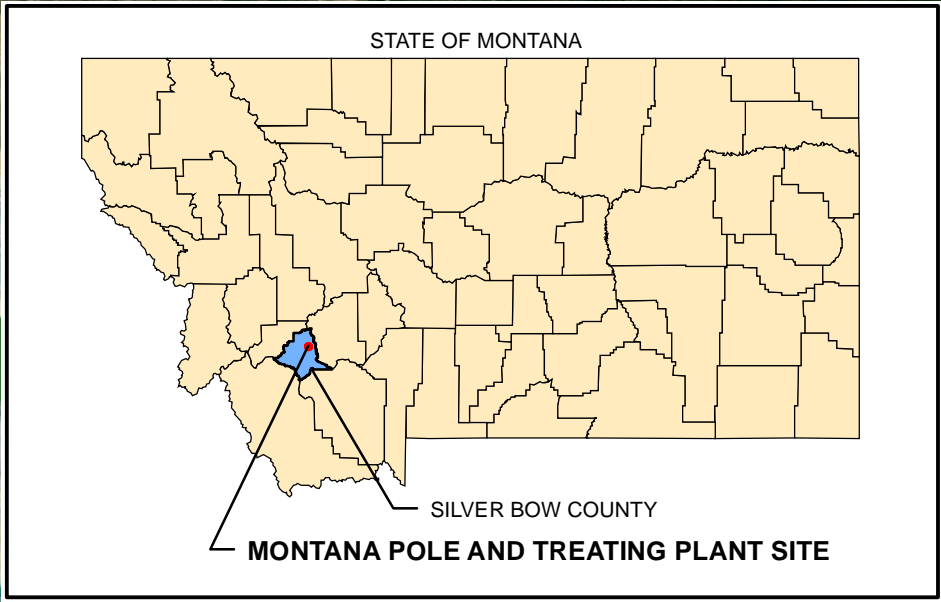 STATE OF MONTANA
SILVER BOW COUNTY
MONTANA POLE AND TREATING PLANT SITE